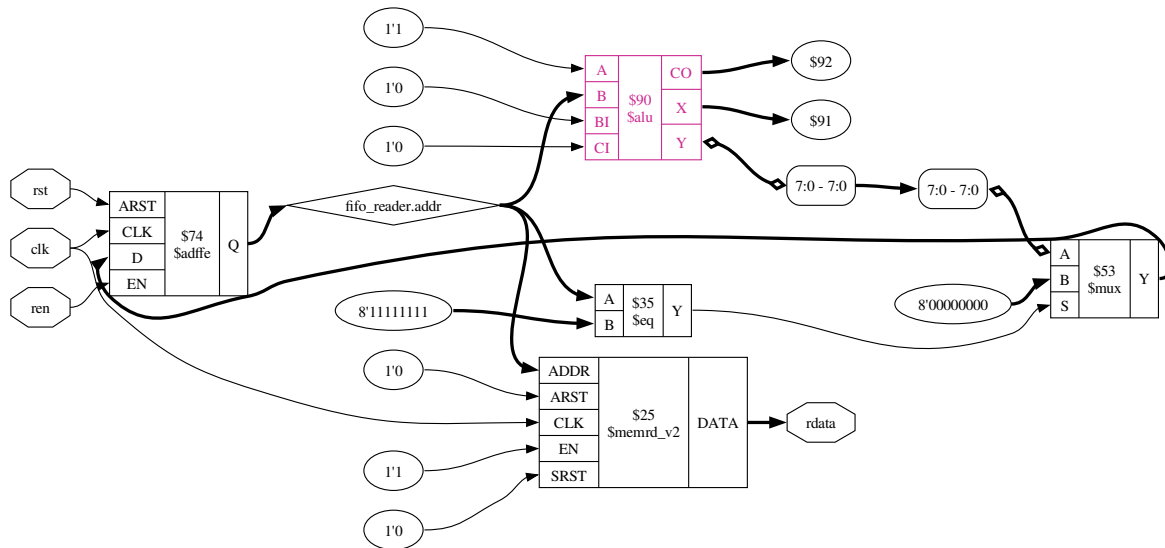 1'1
1'0
1'0
A
B
BI
CI
$90
$alu
CO
X
Y
$92
$91
7:0 - 7:0
7:0 - 7:0
rst
clk
ren
ARST
CLK
D
EN
$74
$adffe
Q
fifo_reader.addr
8'11111111
A
B
$35
$eq
Y
8'00000000
A
B
S
$53
$mux
Y
1'0
1'1
1'0
ADDR
ARST
CLK
EN
SRST
$25
$memrd_v2
DATA
rdata